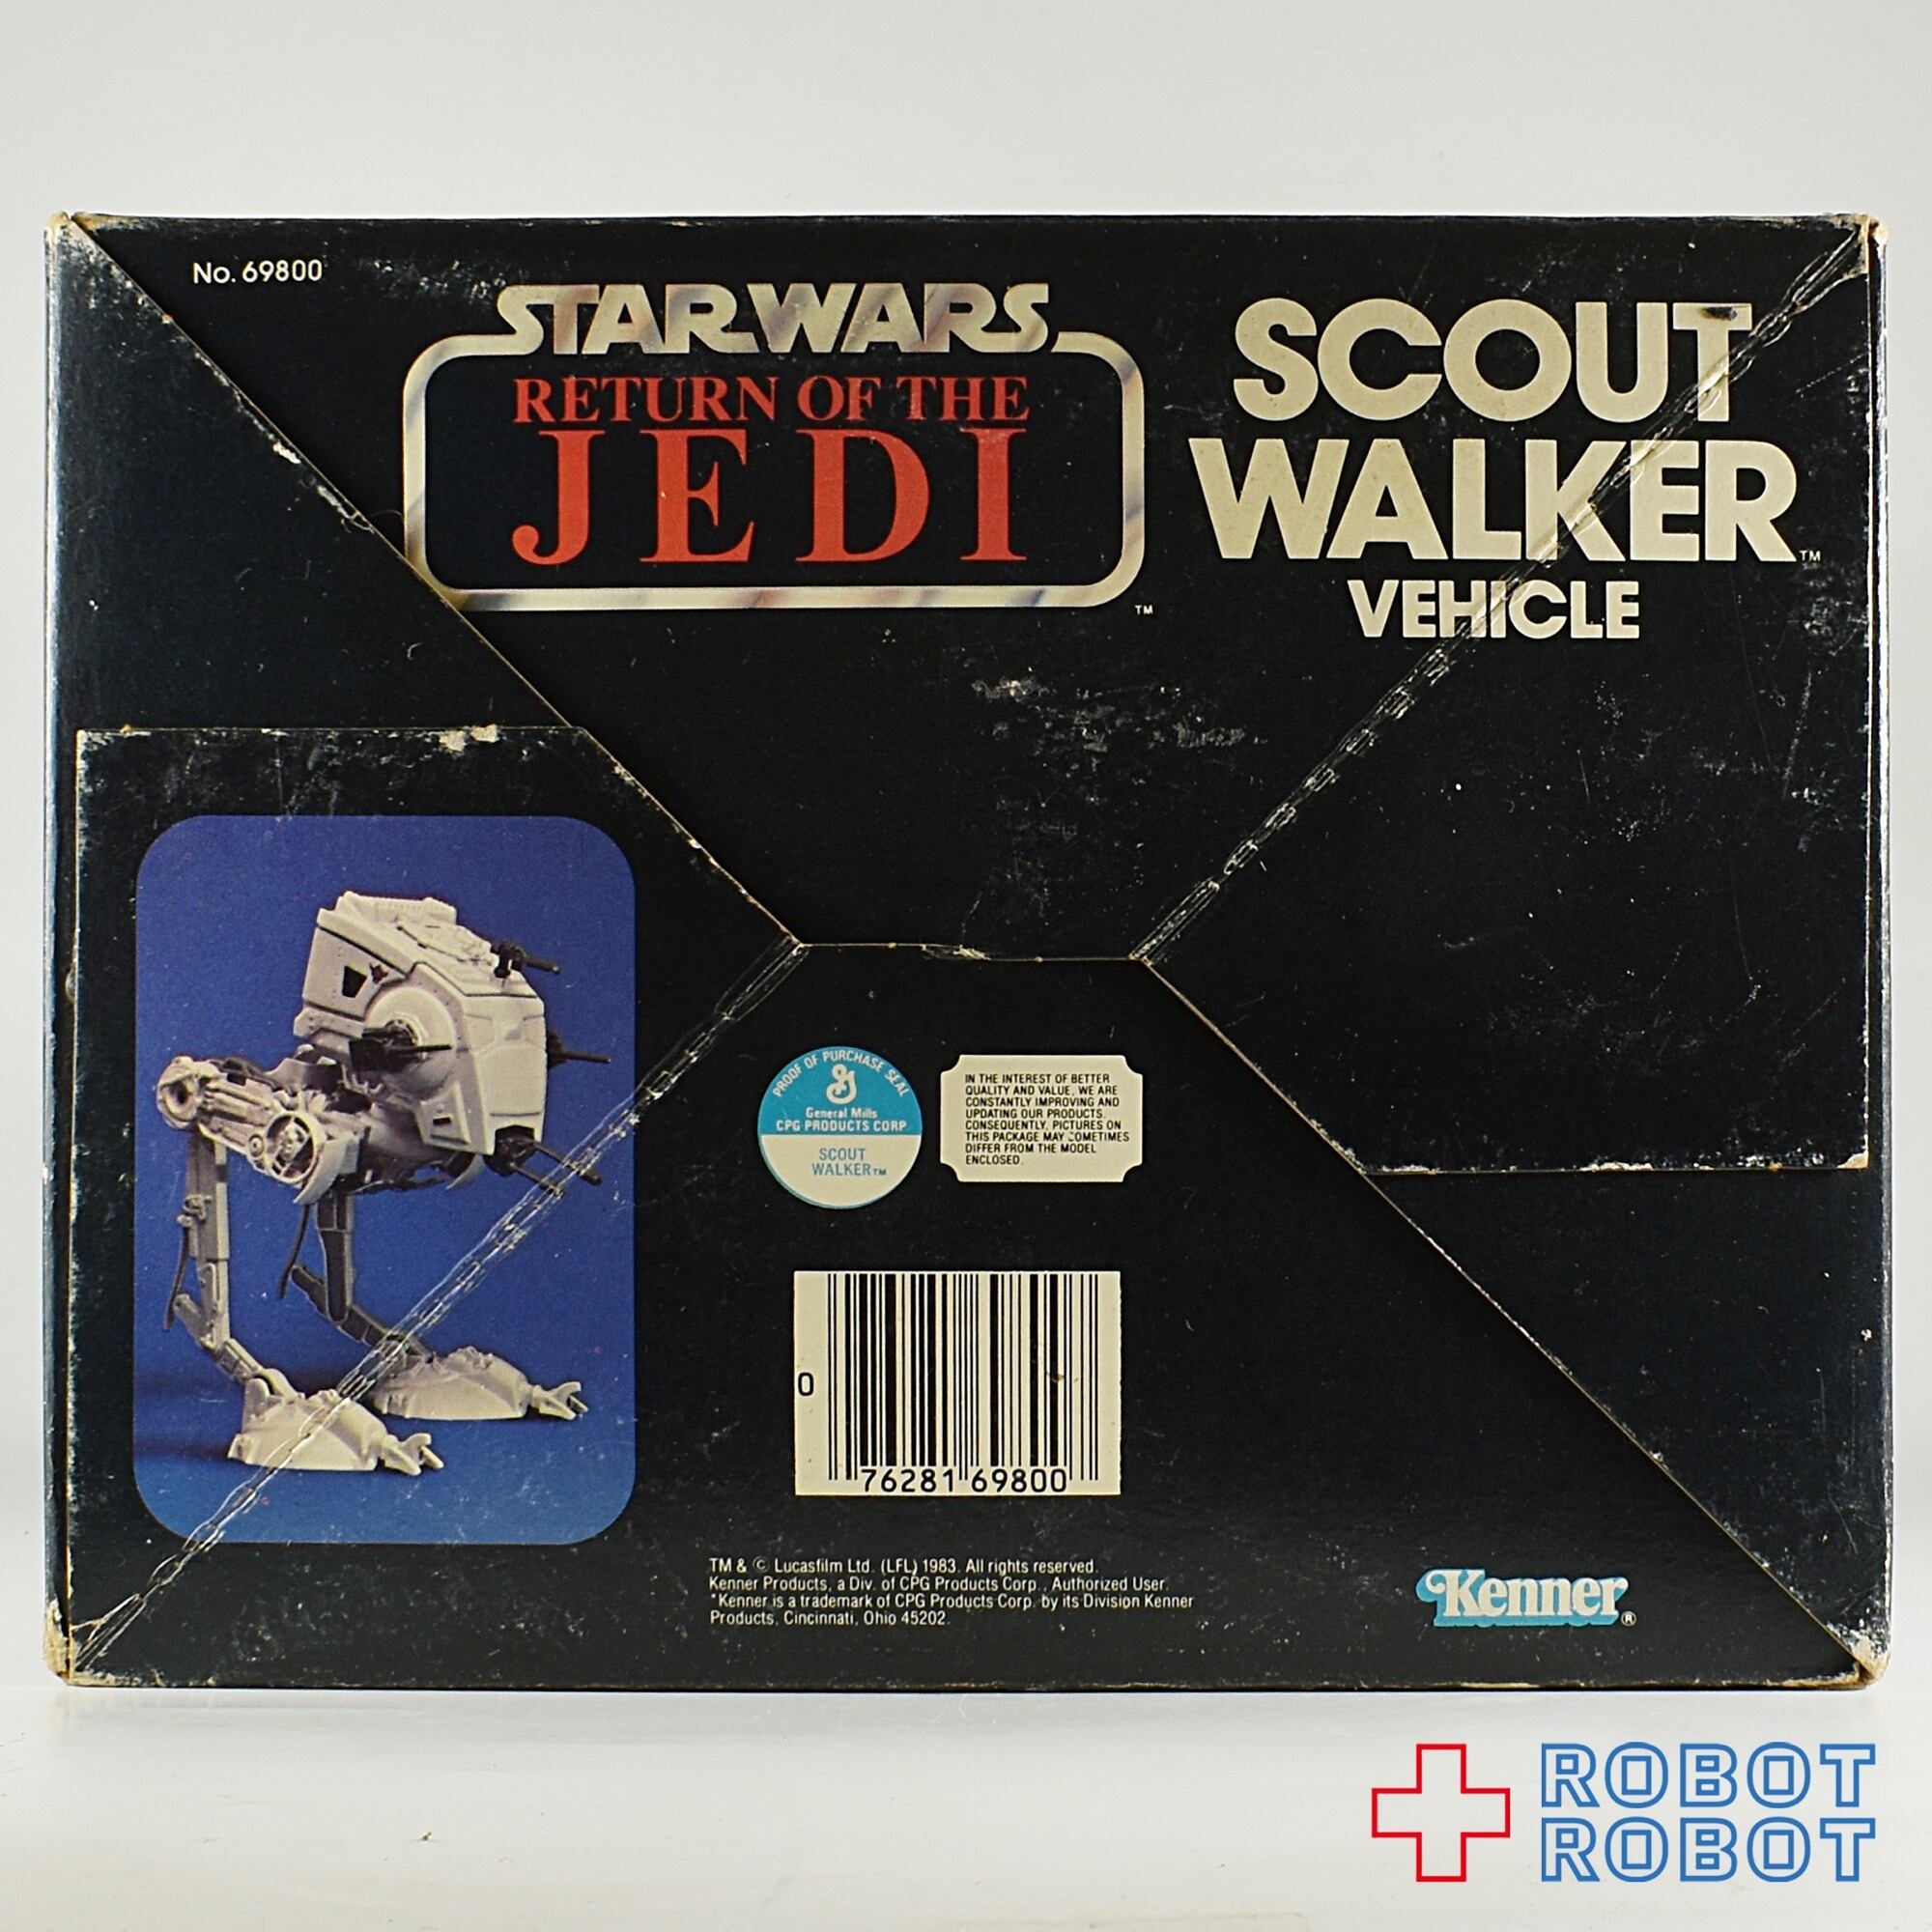 No. 69800
STAR WARS
RETURN OF THE
JEDI
TM
SCOUT
WALKER TM
VEHICLE
PROOF OF PURCHASE SEAL
General Mills
CPG PRODUCTS CORP
SCOUT
WALKER TM
IN THE INTEREST OF BETTER
QUALITY AND VALUE, WE ARE
CONSTANTLY IMPROVING AND
UPDATING OUR PRODUCTS.
CONSEQUENTLY, PICTURES ON
THIS PACKAGE MAY SOMETIMES
DIFFER FROM THE MODEL
ENCLOSED.
0
76281 69800
TM & © Lucasfilm Ltd. (LFL) 1983. All rights reserved.
Kenner Products, a Div. of CPG Products Corp., Authorized User.
"Kenner is a trademark of CPG Products Corp. by its Division Kenner
Products, Cincinnati, Ohio 45202.
Kenner®
ROBOT
ROBOT